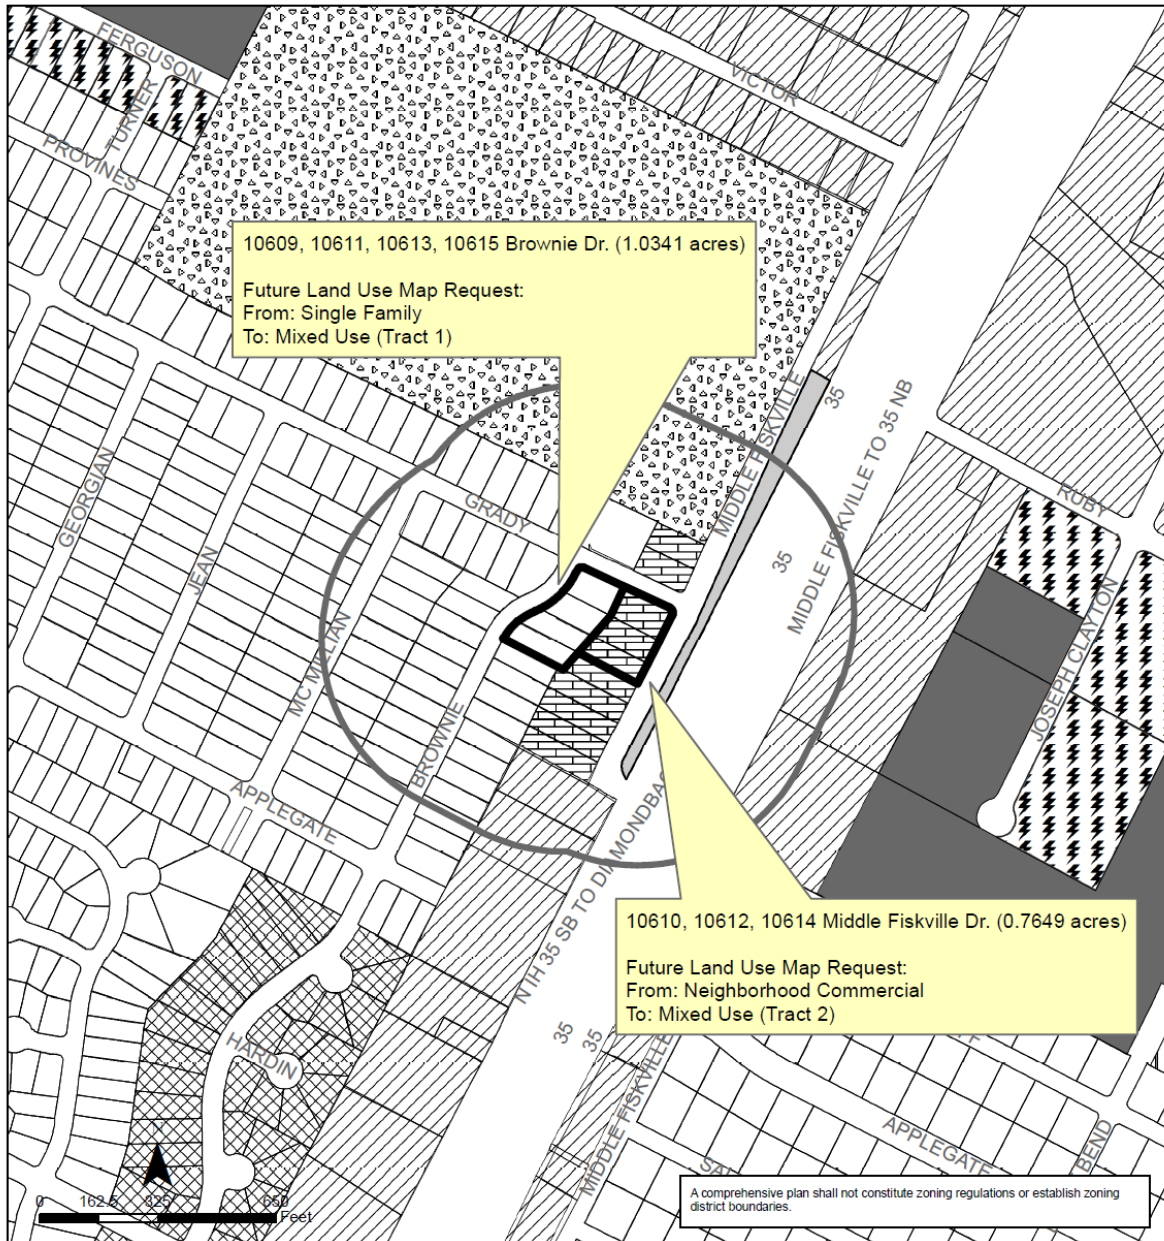 FERGUSON
TURNER
PROVINES
VICTOR
10609, 10611, 10613, 10615 Brownie Dr. (1.0341 acres)
Future Land Use Map Request:
From: Single Family
To: Mixed Use (Tract 1)
MIDDLE FISKVILLE
35
MIDDLE FISKVILLE TO 35 NB
35
RUBY
GEORGIAN
JEAN
GRADY
MC MILLIAN
BROWNIE
JOSEPH CLAYTON
APPLEGATE
N IH 35 SB TO DIAMONDBAC
10610, 10612, 10614 Middle Fiskville Dr. (0.7649 acres)
Future Land Use Map Request:
From: Neighborhood Commercial
To: Mixed Use (Tract 2)
35
35
HARDIN
MIDDLE FISKVILLE
APPLEGATE
BEND
N
0 162.5 325 650
Feet
A comprehensive plan shall not constitute zoning regulations or establish zoning
district boundaries.